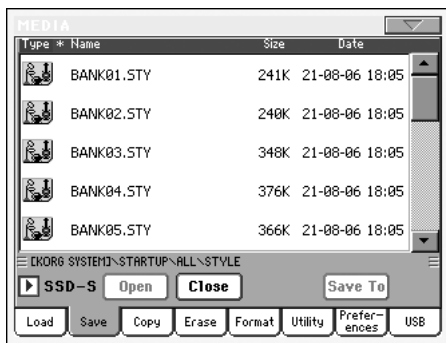 MEDIA
Type * Name Size Date
BANK01.STY 241K 21-08-06 18:05
BANK02.STY 240K 21-08-06 18:05
BANK03.STY 348K 21-08-06 18:05
BANK04.STY 376K 21-08-06 18:05
BANK05.STY 366K 21-08-06 18:05
[KORG SYSTEM]\STARTUP\ALL\STYLE
SSD-S Open Close Save To
Load Save Copy Erase Format Utility Prefer-
ences USB